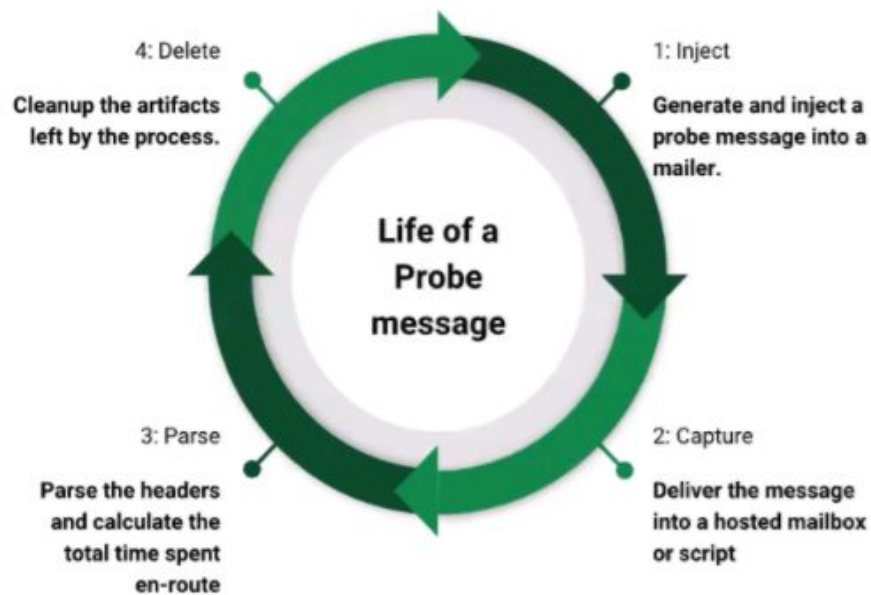 Life of a
Probe
message
1: Inject
Generate and inject a
probe message into a
mailer.
2: Capture
Deliver the message
into a hosted mailbox
or script
3: Parse
Parse the headers
and calculate the
total time spent
en-route
4: Delete
Cleanup the artifacts
left by the process.